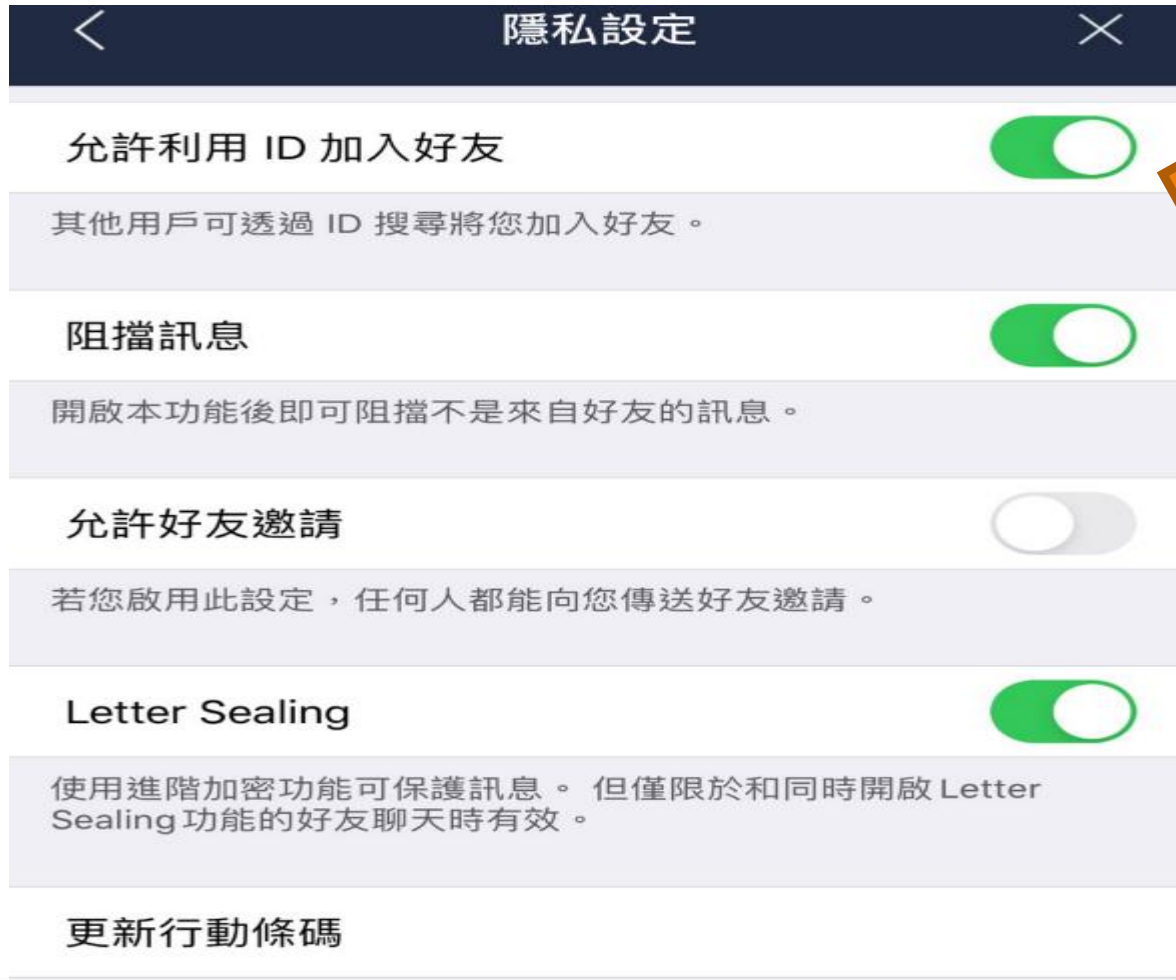 隱私設定
允許利用 ID 加入好友
其他用戶可透過 ID 搜尋將您加入好友。
阻擋訊息
開啟本功能後即可阻擋不是來自好友的訊息。
允許好友邀請
若您啟用此設定，任何人都能向您傳送好友邀請。
Letter Sealing
使用進階加密功能可保護訊息。 但僅限於和同時開啟 Letter
Sealing 功能的好友聊天時有效。
更新行動條碼